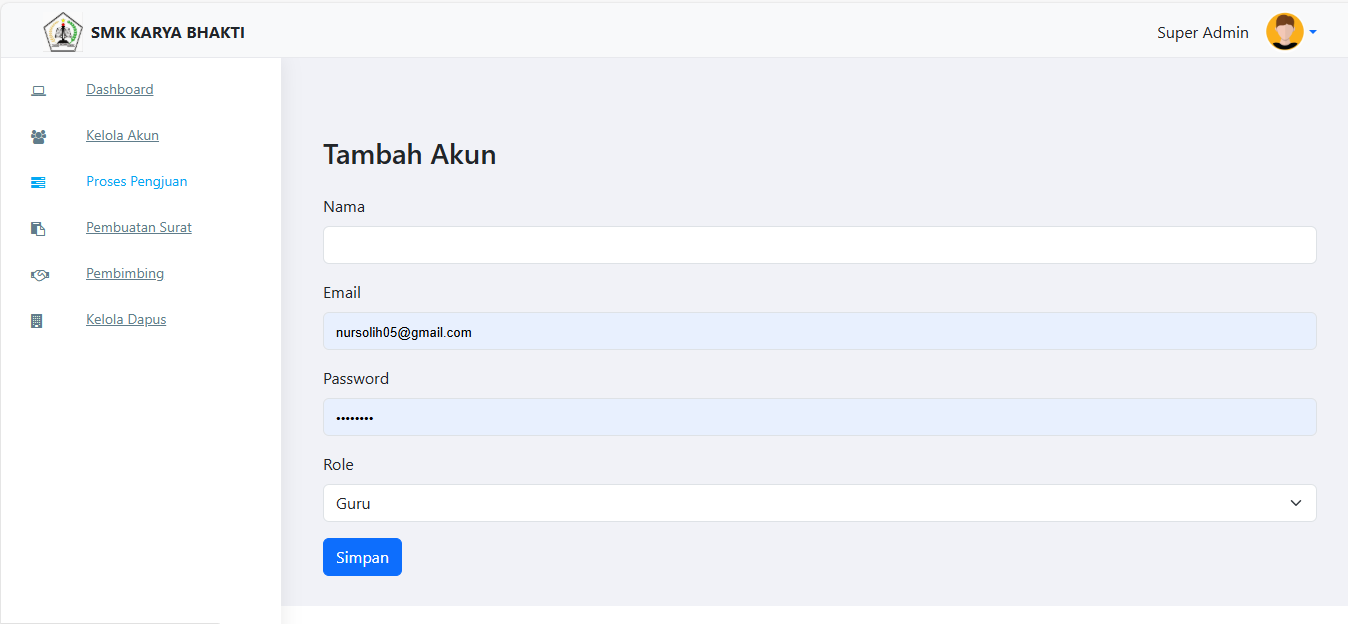 SMK KARYA BHAKTI
Super Admin
Dashboard
Kelola Akun
Proses Pengjuan
Pembuatan Surat
Pembimbing
Kelola Dapus
Tambah Akun
Nama
Email
nursolih05@gmail.com
Password
••••••••
Role
Guru
Simpan